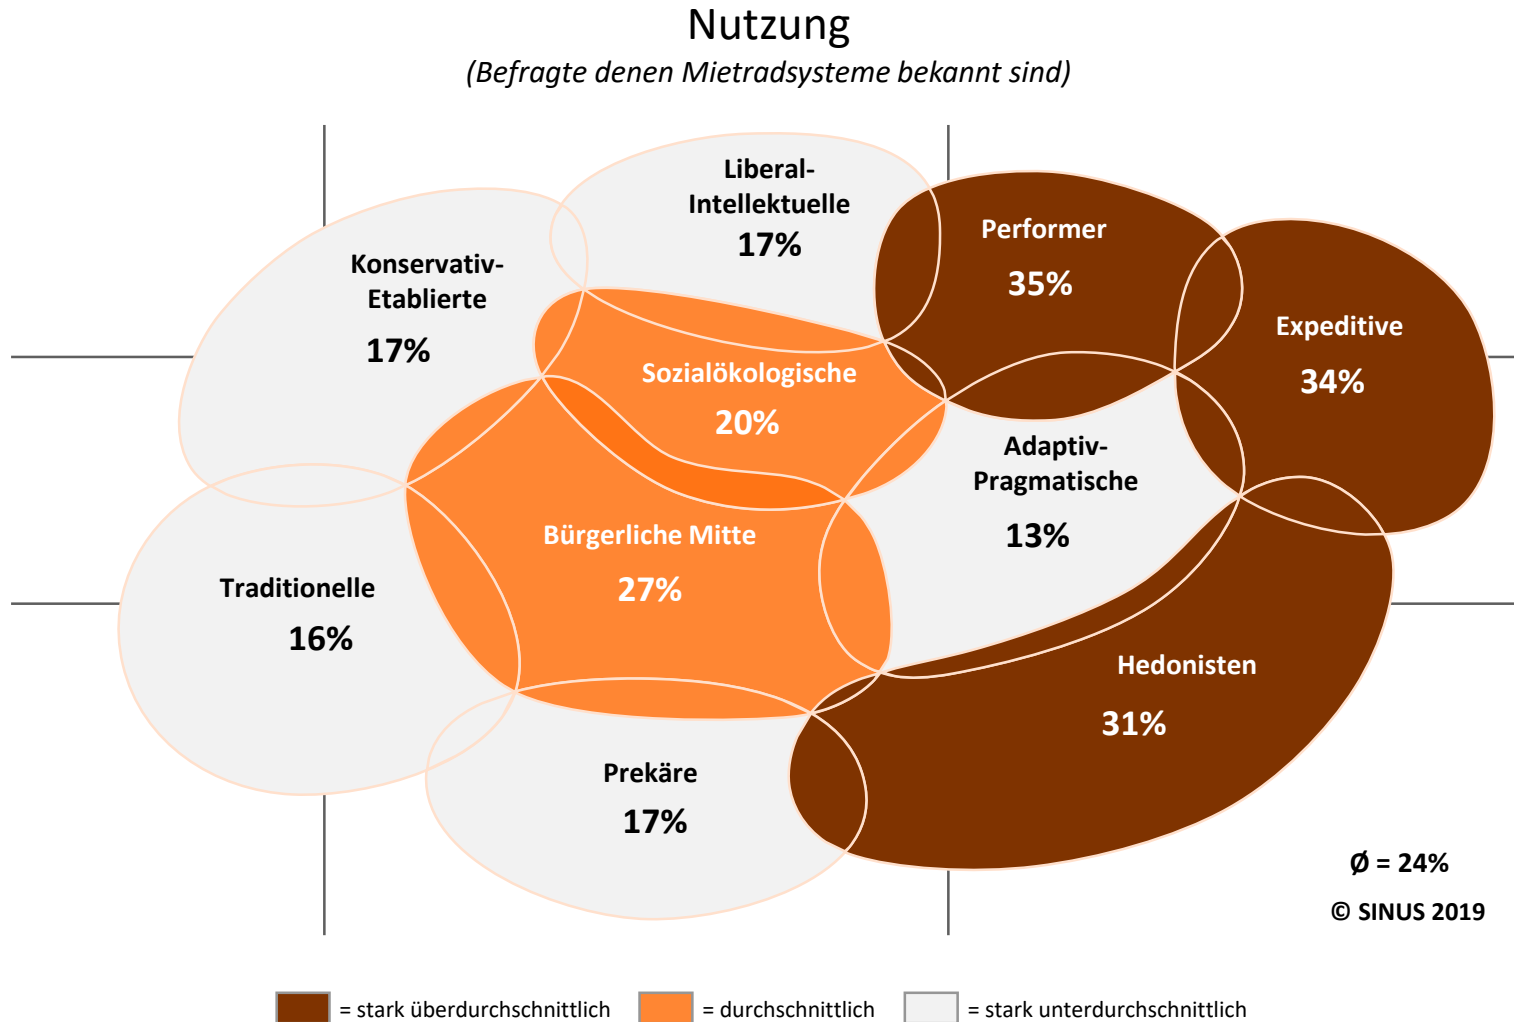 Nutzung
(Befragte denen Mietradsysteme bekannt sind)
Liberal-
Intellektuelle
17%
Performer
35%
Konservativ-
Etablierte
17%
Expeditive
34%
Sozialökologische
20%
Adaptiv-
Pragmatische
13%
Bürgerliche Mitte
27%
Traditionelle
16%
Hedonisten
31%
Prekäre
17%
Ø = 24%
© SINUS 2019
= stark überdurchschnittlich
= durchschnittlich
= stark unterdurchschnittlich